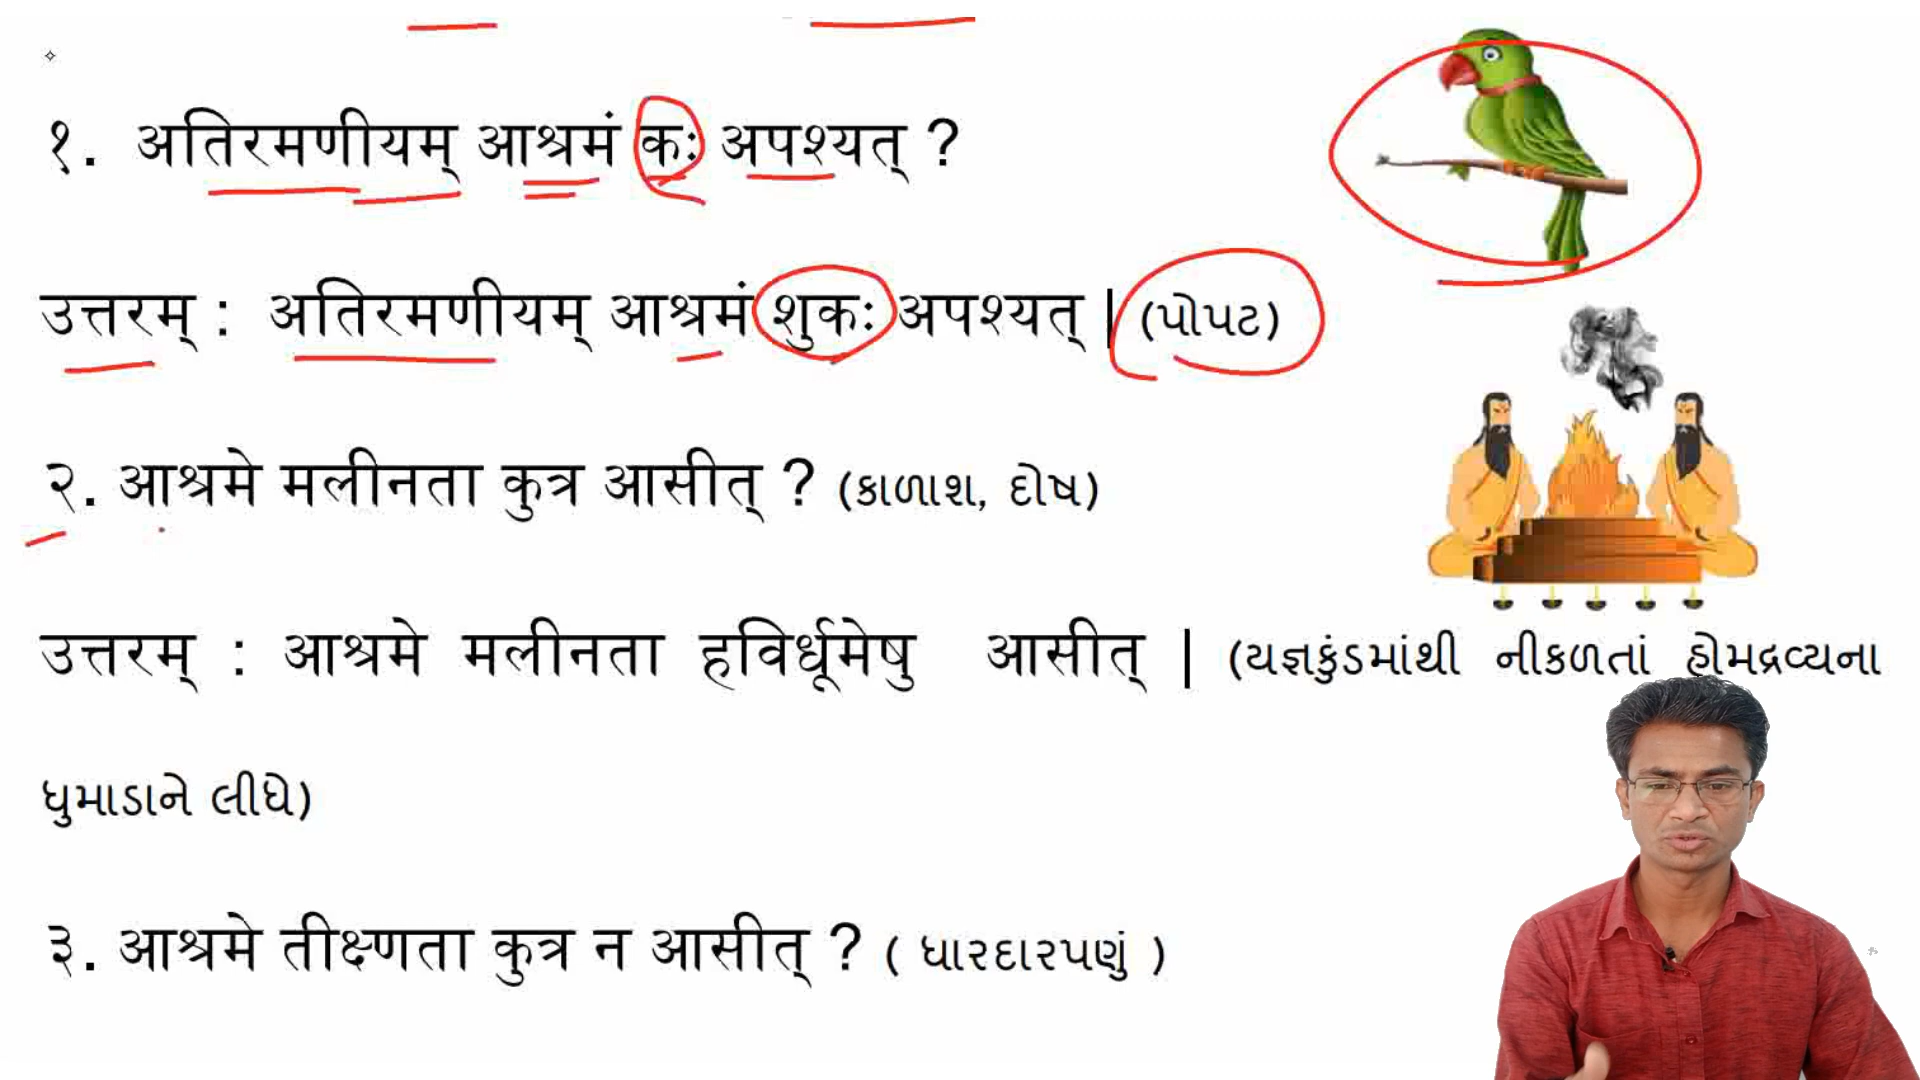 १. अतिरमणीयम् आश्रमं कः अपश्यत् ?
उत्तरम् : अतिरमणीयम् आश्रमं शुकः अपश्यत् | (પોપટ)
२. आश्रमे मलीनता कुत्र आसीत् ? (કાળાશ, દોષ)
उत्तरम् : आश्रमे मलीनता हविर्धूमेषु आसीत् | (યજ્ઞકુંડમાંથી નીકળતાં હોમદ્રવ્યના
ધુમાડાને લીધે)
३. आश्रमे तीक्ष्णता कुत्र न आसीत् ? ( ધારદારપણું )